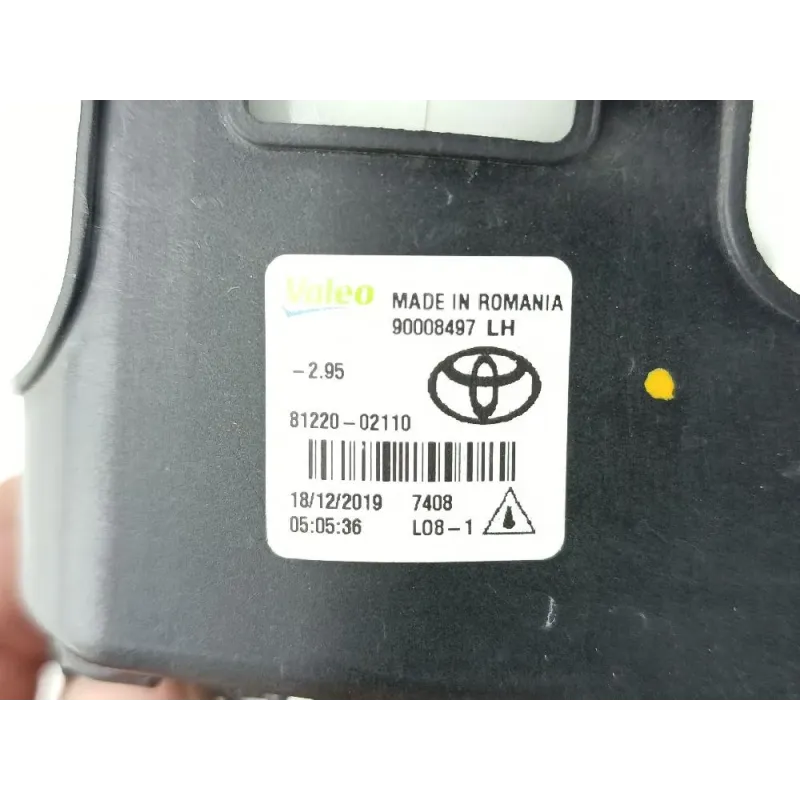 Valeo
MADE IN ROMANIA
90008497 LH
-2.95
81220-02110
18/12/2019 7408
05:05:36 L08-1